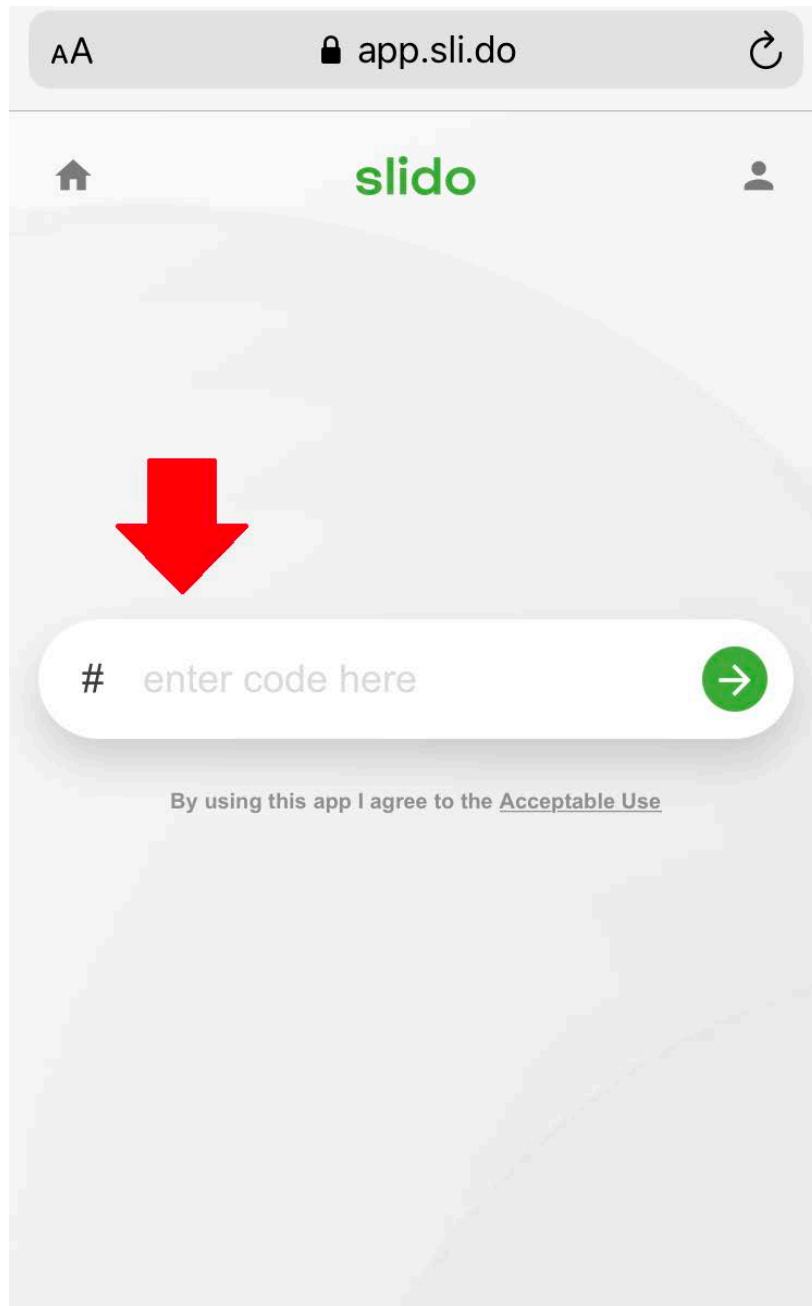 AA
app.sli.do
slido
# enter code here
By using this app I agree to the Acceptable Use